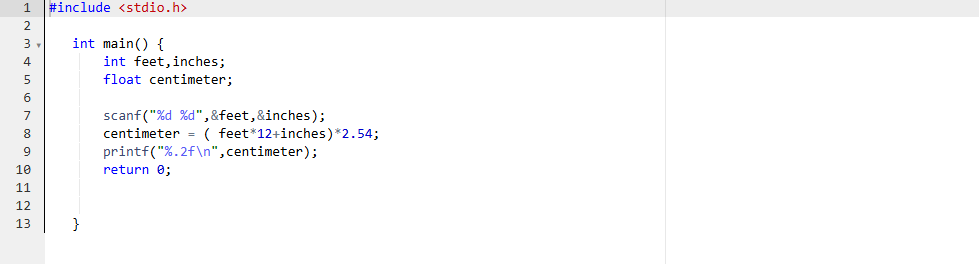 1 #include <stdio.h>
2
3 int main() {
4 int feet,inches;
5 float centimeter;
6
7 scanf("%d %d",&feet,&inches);
8 centimeter = ( feet*12+inches)*2.54;
9 printf("%.2f\n",centimeter);
10 return 0;
11
12
13 }